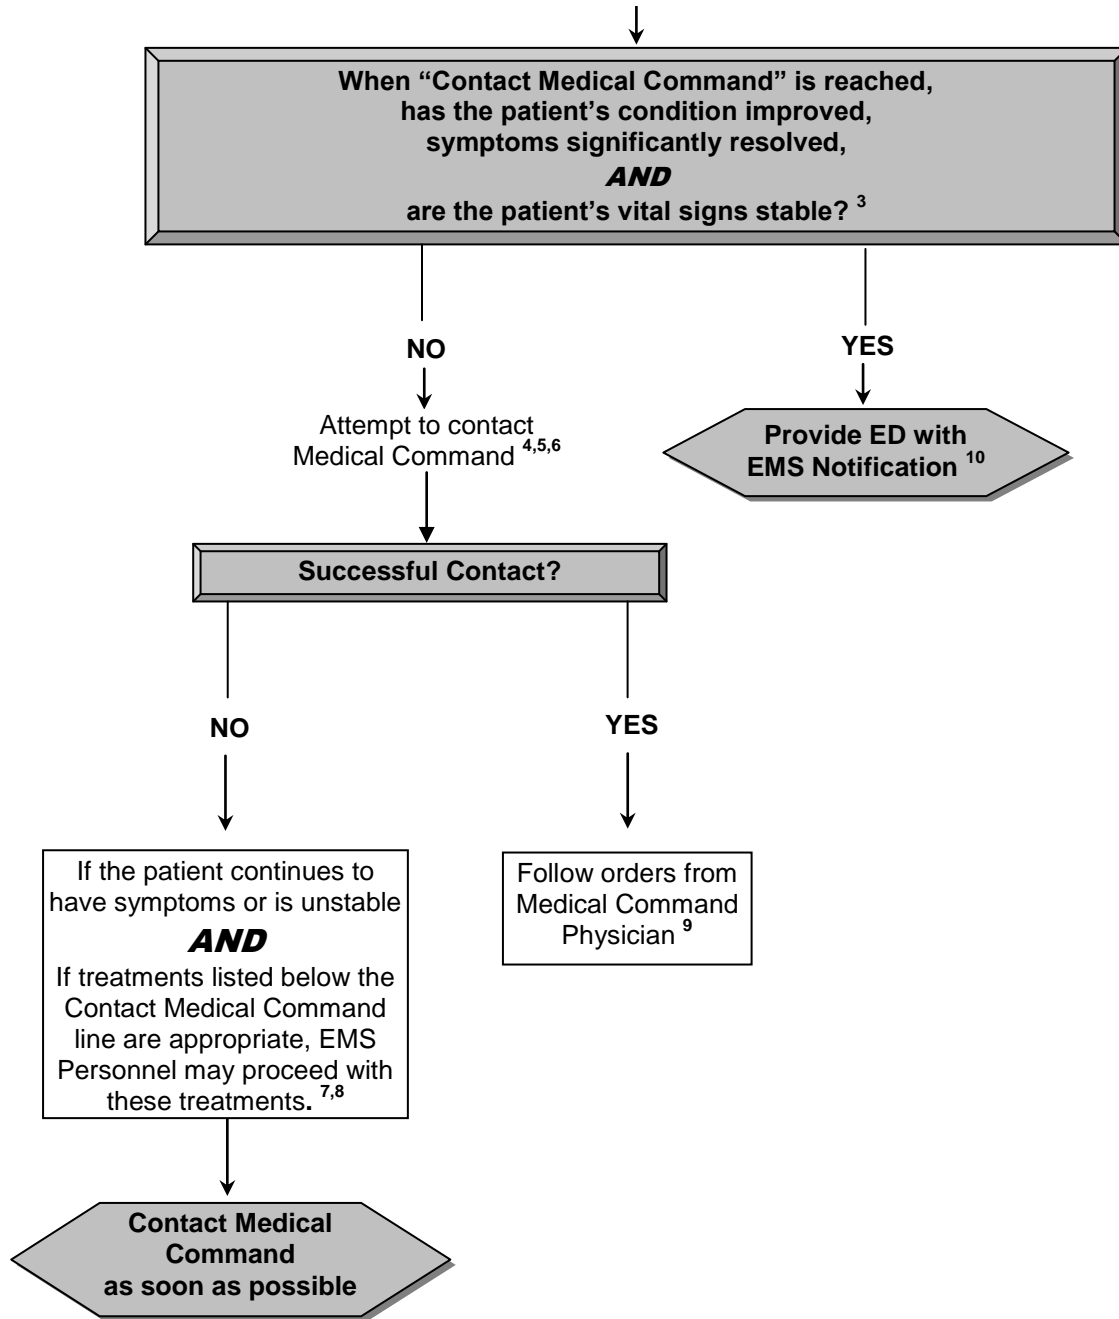 When “Contact Medical Command” is reached,
has the patient’s condition improved,
symptoms significantly resolved,
AND
are the patient’s vital signs stable? 3
NO
YES
Attempt to contact
Medical Command 4,5,6
Provide ED with
EMS Notification 10
Successful Contact?
NO
YES
If the patient continues to
have symptoms or is unstable
AND
If treatments listed below the
Contact Medical Command
line are appropriate, EMS
Personnel may proceed with
these treatments. 7,8
Follow orders from
Medical Command
Physician 9
Contact Medical
Command
as soon as possible